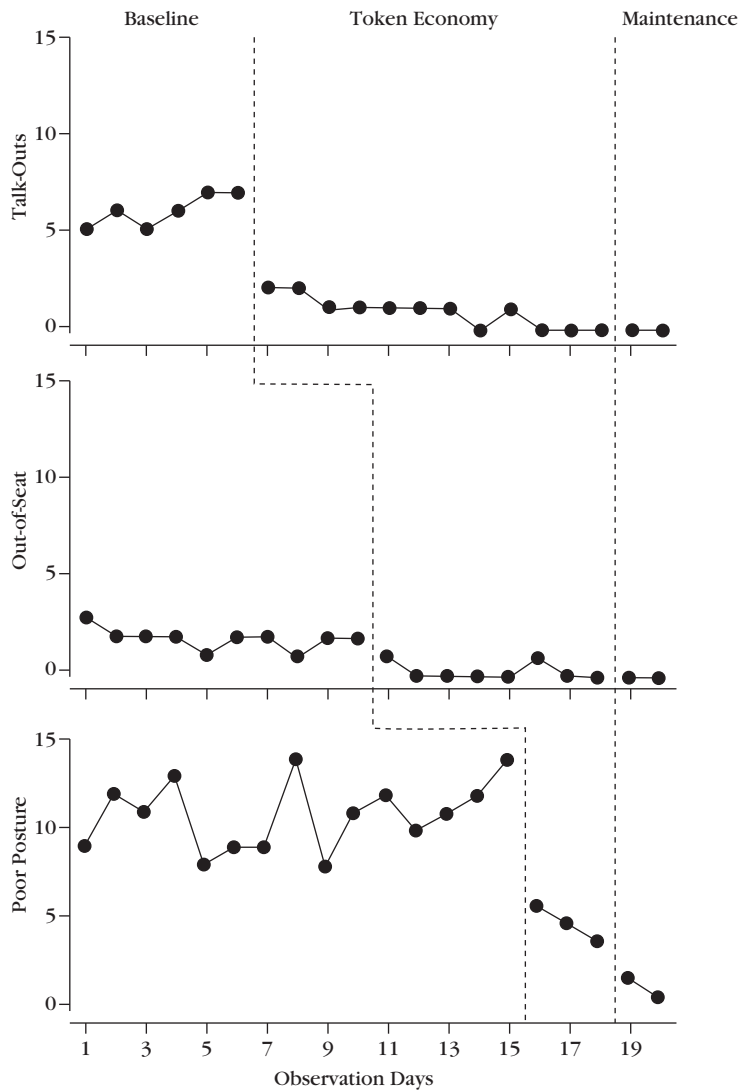 Baseline Token Economy Maintenance
15
10
5
0
Talk-Outs
15
10
5
0
Out-of-Seat
15
10
5
0
Poor Posture
1 3 5 7 9 11 13 15 17 19
Observation Days